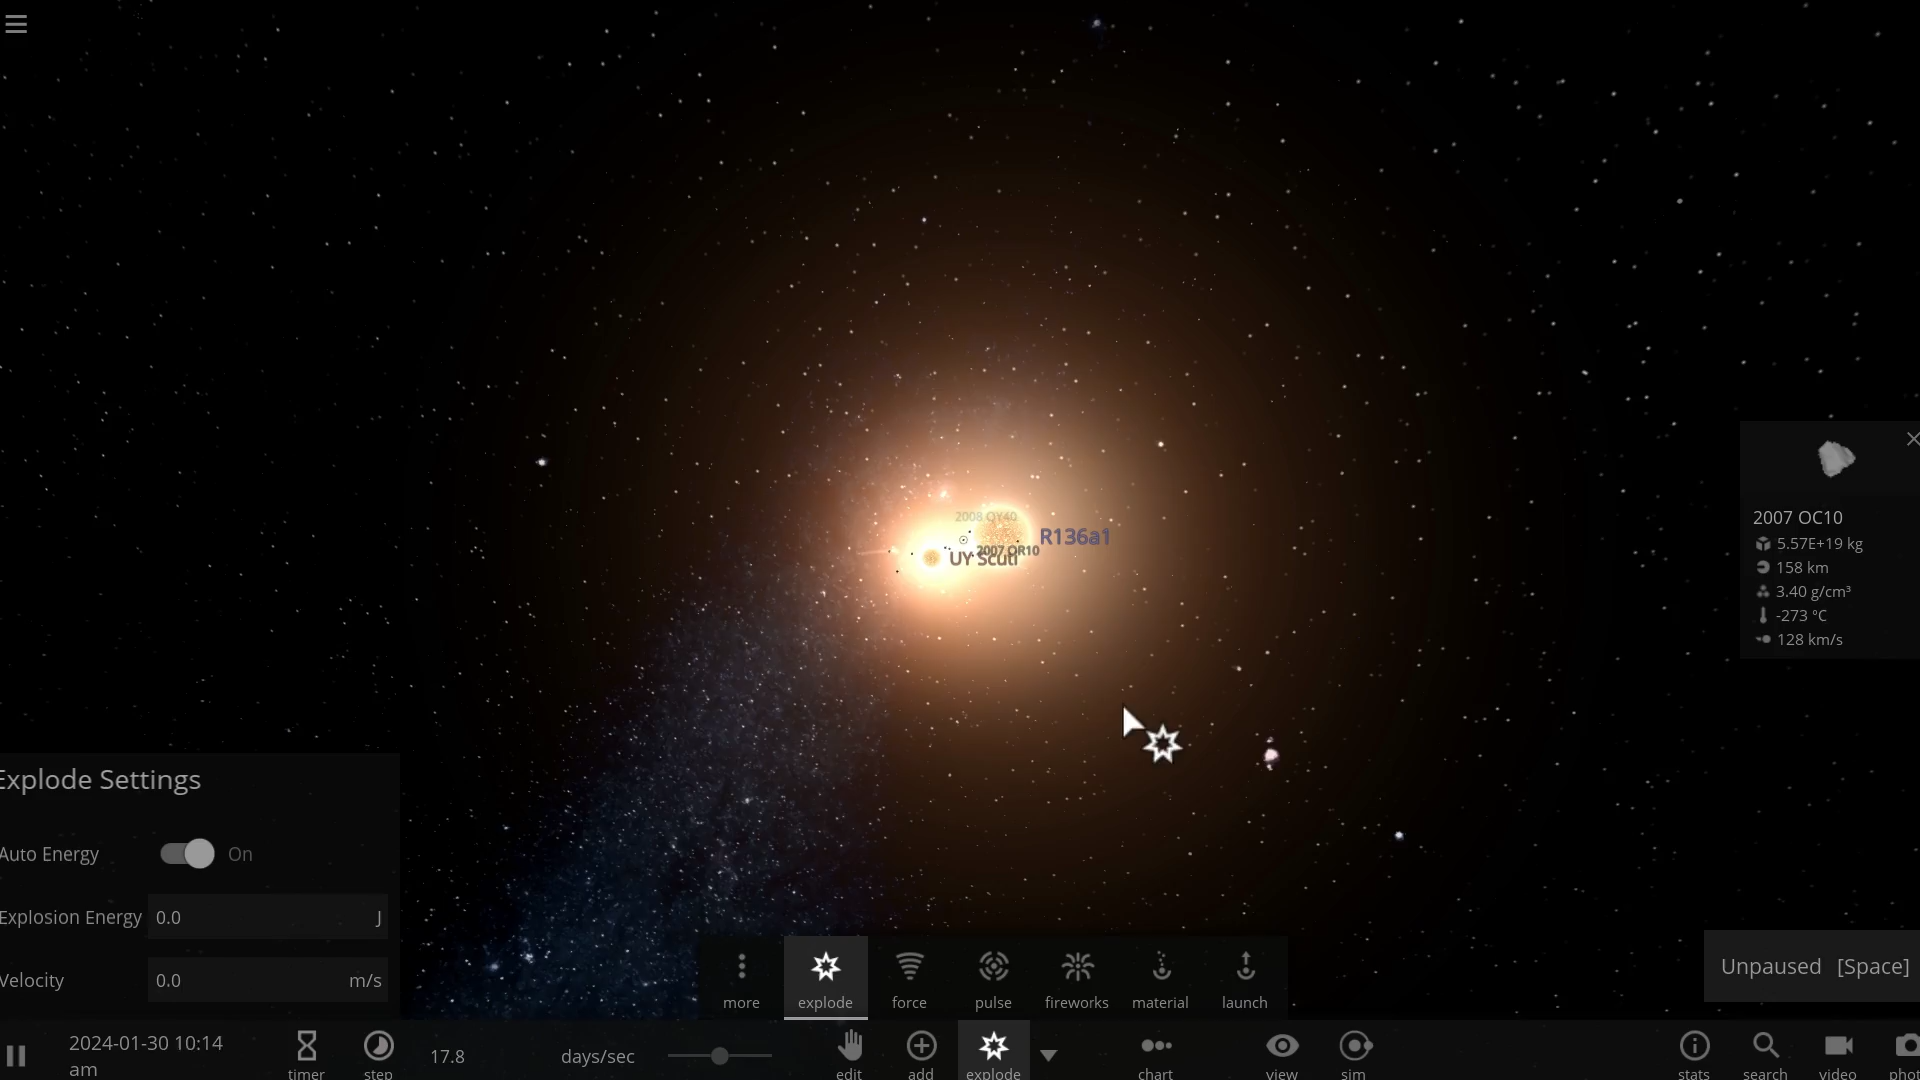 2008 OY40
R136a1
2007 OR10
UY Scuti
2007 OC10
5.57E+19 kg
158 km
3.40 g/cm³
-273 °C
128 km/s
Explode Settings
Auto Energy On
Explosion Energy 0.0 J
Velocity 0.0 m/s
more explode force pulse fireworks material launch
Unpaused [Space]
2024-01-30 10:14
am
17.8 days/sec
timer step edit add explode chart view sim stats search video phot